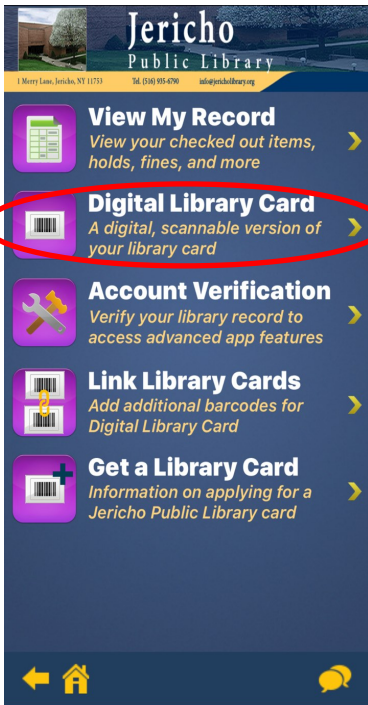 Jericho
Public Library
1 Merry Lane, Jericho, NY 11753 Tel. (516) 935-6790 info@jericholibrary.org
View My Record
View your checked out items,
holds, fines, and more
Digital Library Card
A digital, scannable version of
your library card
Account Verification
Verify your library record to
access advanced app features
Link Library Cards
Add additional barcodes for
Digital Library Card
Get a Library Card
Information on applying for a
Jericho Public Library card